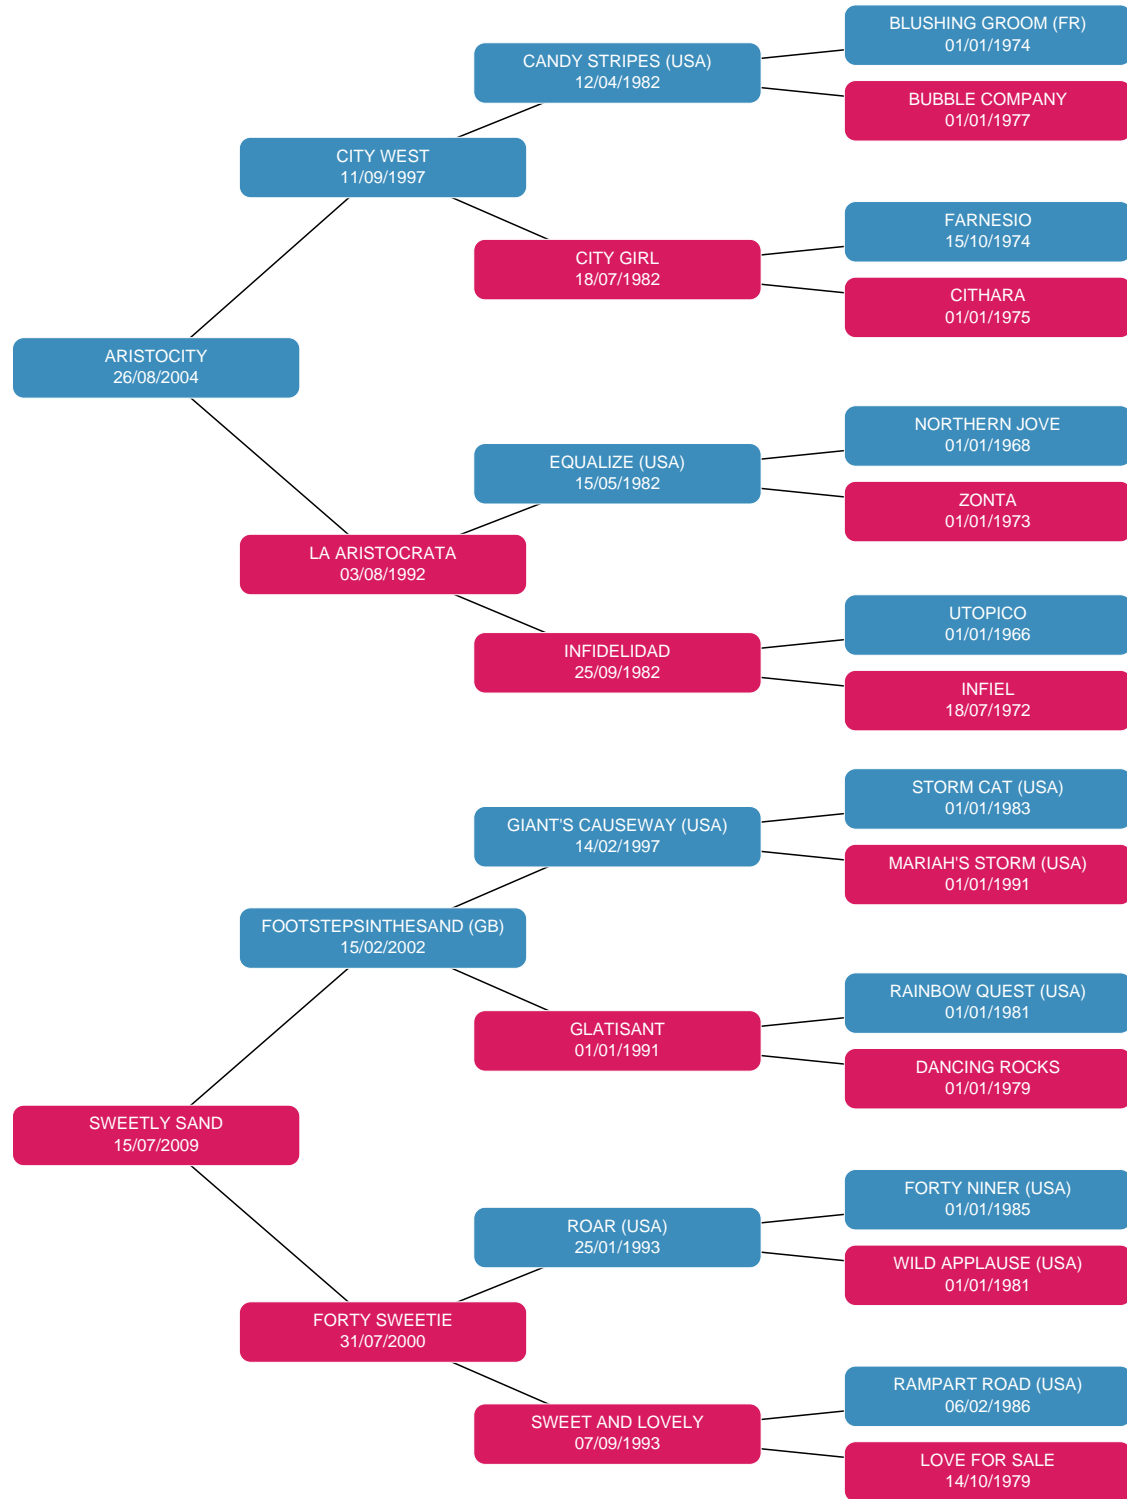 BLUSHING GROOM (FR)
01/01/1974
CANDY STRIPES (USA)
12/04/1982
BUBBLE COMPANY
01/01/1977
CITY WEST
11/09/1997
FARNESIO
15/10/1974
CITY GIRL
18/07/1982
CITHARA
01/01/1975
ARISTOCITY
26/08/2004
NORTHERN JOVE
01/01/1968
EQUALIZE (USA)
15/05/1982
ZONTA
01/01/1973
LA ARISTOCRATA
03/08/1992
UTOPICO
01/01/1966
INFIDELIDAD
25/09/1982
INFIEL
18/07/1972
STORM CAT (USA)
01/01/1983
GIANT'S CAUSEWAY (USA)
14/02/1997
MARIAH'S STORM (USA)
01/01/1991
FOOTSTEPSINTHESAND (GB)
15/02/2002
RAINBOW QUEST (USA)
01/01/1981
GLATISANT
01/01/1991
DANCING ROCKS
01/01/1979
SWEETLY SAND
15/07/2009
FORTY NINER (USA)
01/01/1985
ROAR (USA)
25/01/1993
WILD APPLAUSE (USA)
01/01/1981
FORTY SWEETIE
31/07/2000
RAMPART ROAD (USA)
06/02/1986
SWEET AND LOVELY
07/09/1993
LOVE FOR SALE
14/10/1979